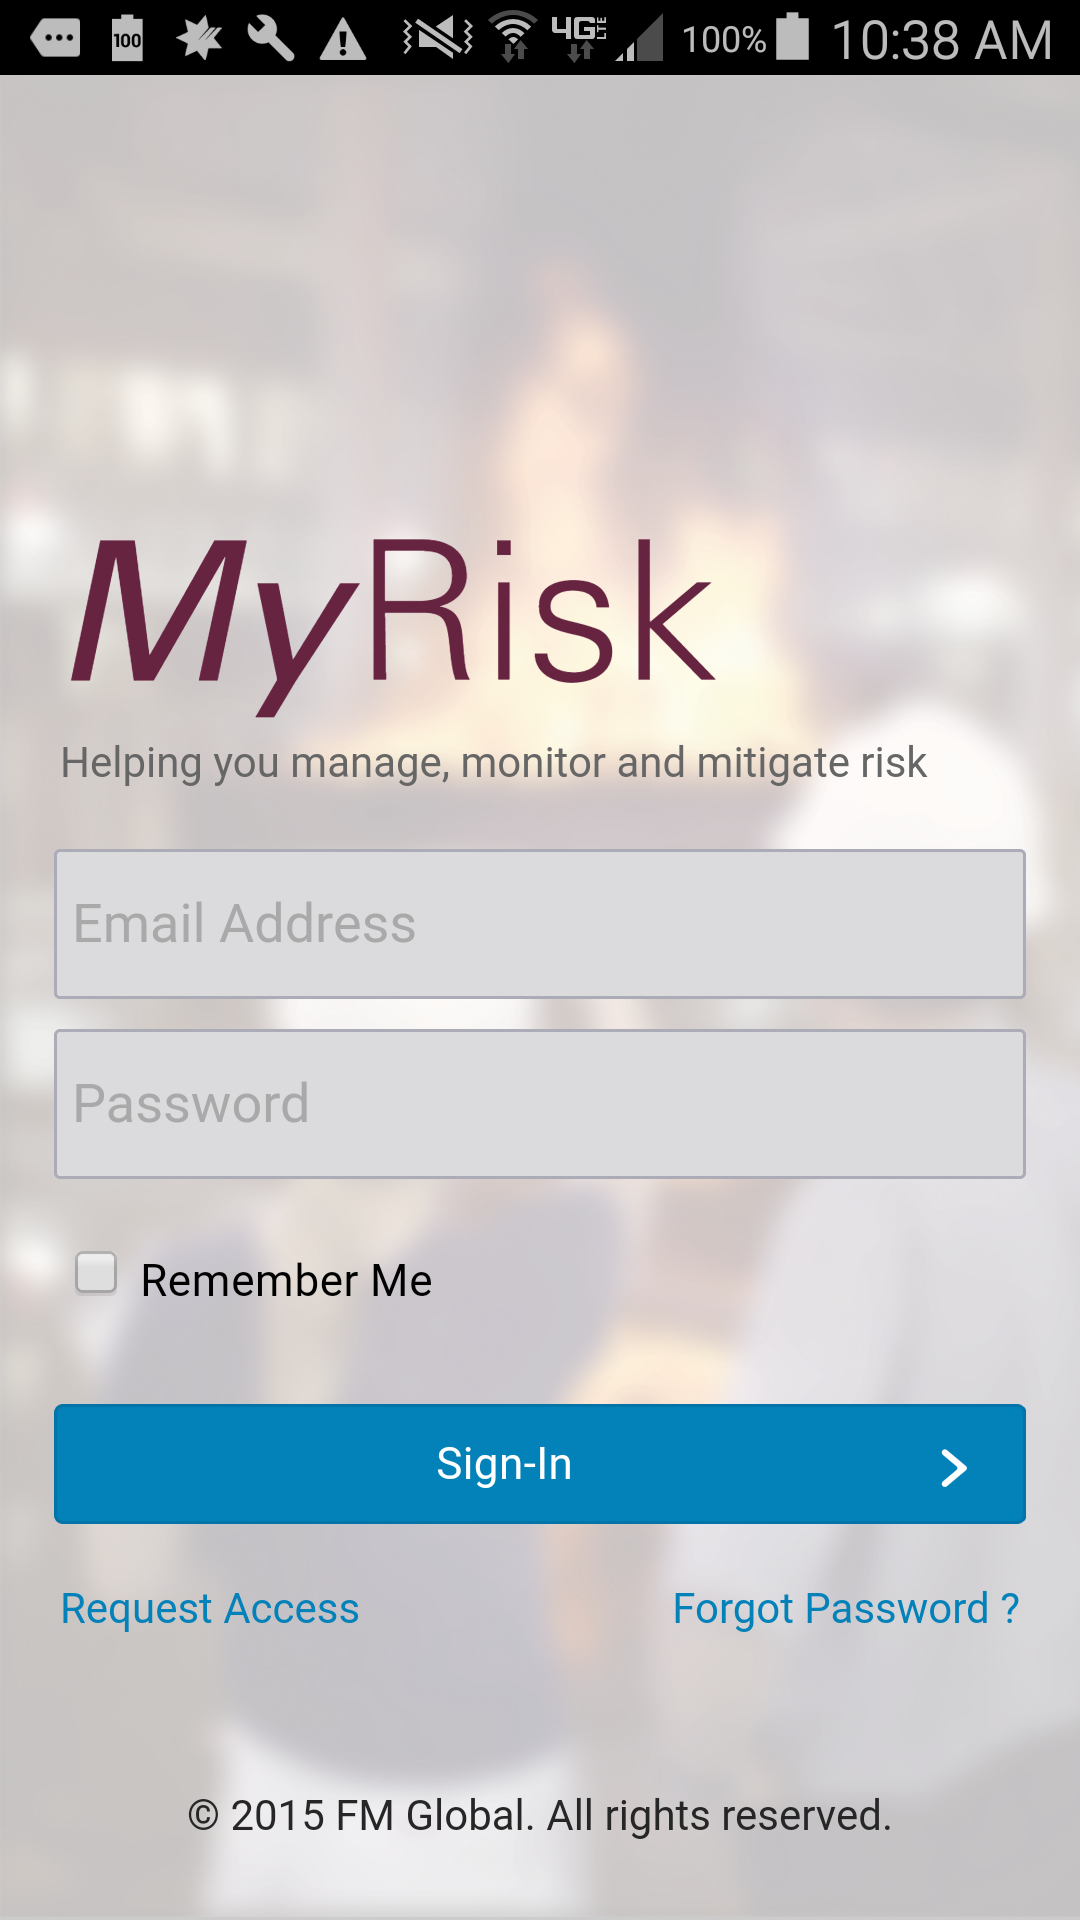 100 4G LTE 100% 10:38 AM
MyRisk
Helping you manage, monitor and mitigate risk
Email Address
Password
Remember Me
Sign-In
Request Access Forgot Password ?
© 2015 FM Global. All rights reserved.